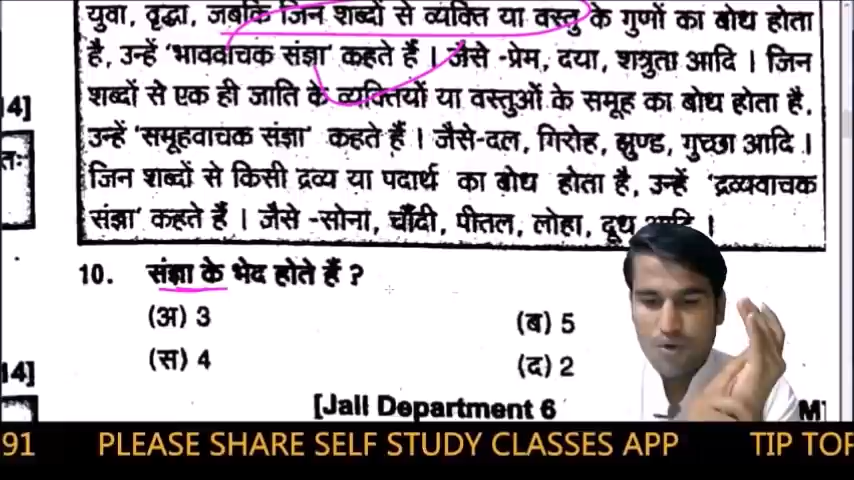 युवा, वृद्धा, जबकि जिन शब्दों से व्यक्ति या वस्तु के गुणों का बोध होता
है, उन्हें 'भाववाचक संज्ञा' कहते हैं । जैसे -प्रेम, दया, शत्रुता आदि । जिन
शब्दों से एक ही जाति के व्यक्तियों या वस्तुओं के समूह का बोध होता है,
उन्हें 'समूहवाचक संज्ञा' कहते हैं । जैसे-दल, गिरोह, झुण्ड, गुच्छा आदि ।
जिन शब्दों से किसी द्रव्य या पदार्थ का बोध होता है, उन्हें 'द्रव्यवाचक
संज्ञा' कहते हैं । जैसे -सोना, चाँदी, पीतल, लोहा, दूध आदि ।
14]
तः
10. संज्ञा के भेद होते हैं ?
(अ) 3 (ब) 5
(स) 4 (द) 2
14]
[Jail Department 6
91 PLEASE SHARE SELF STUDY CLASSES APP TIP TOP